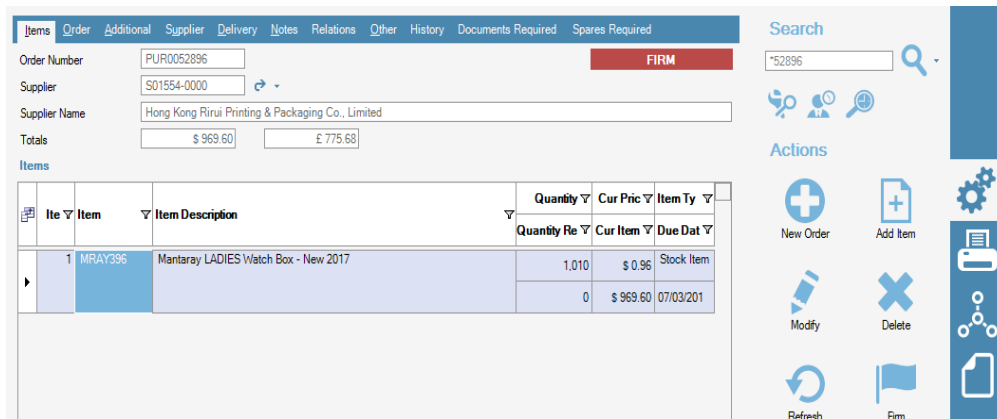 Items Order Additional Supplier Delivery Notes Relations Other History Documents Required Spares Required
Order Number PUR0052896 FIRM
Supplier S01554-0000
Supplier Name Hong Kong Rirui Printing & Packaging Co., Limited
Totals $ 969.60 £ 775.68
Items
Ite Item Item Description Quantity Cur Pric Item Ty
Quantity Re Cur Item Due Dat
1 MRAY396 Mantaray LADIES Watch Box - New 2017 1,010 $ 0.96 Stock Item
0 $ 969.60 07/03/201
Search
*52896
Actions
New Order Add Item
Modify Delete
Refresh Firm